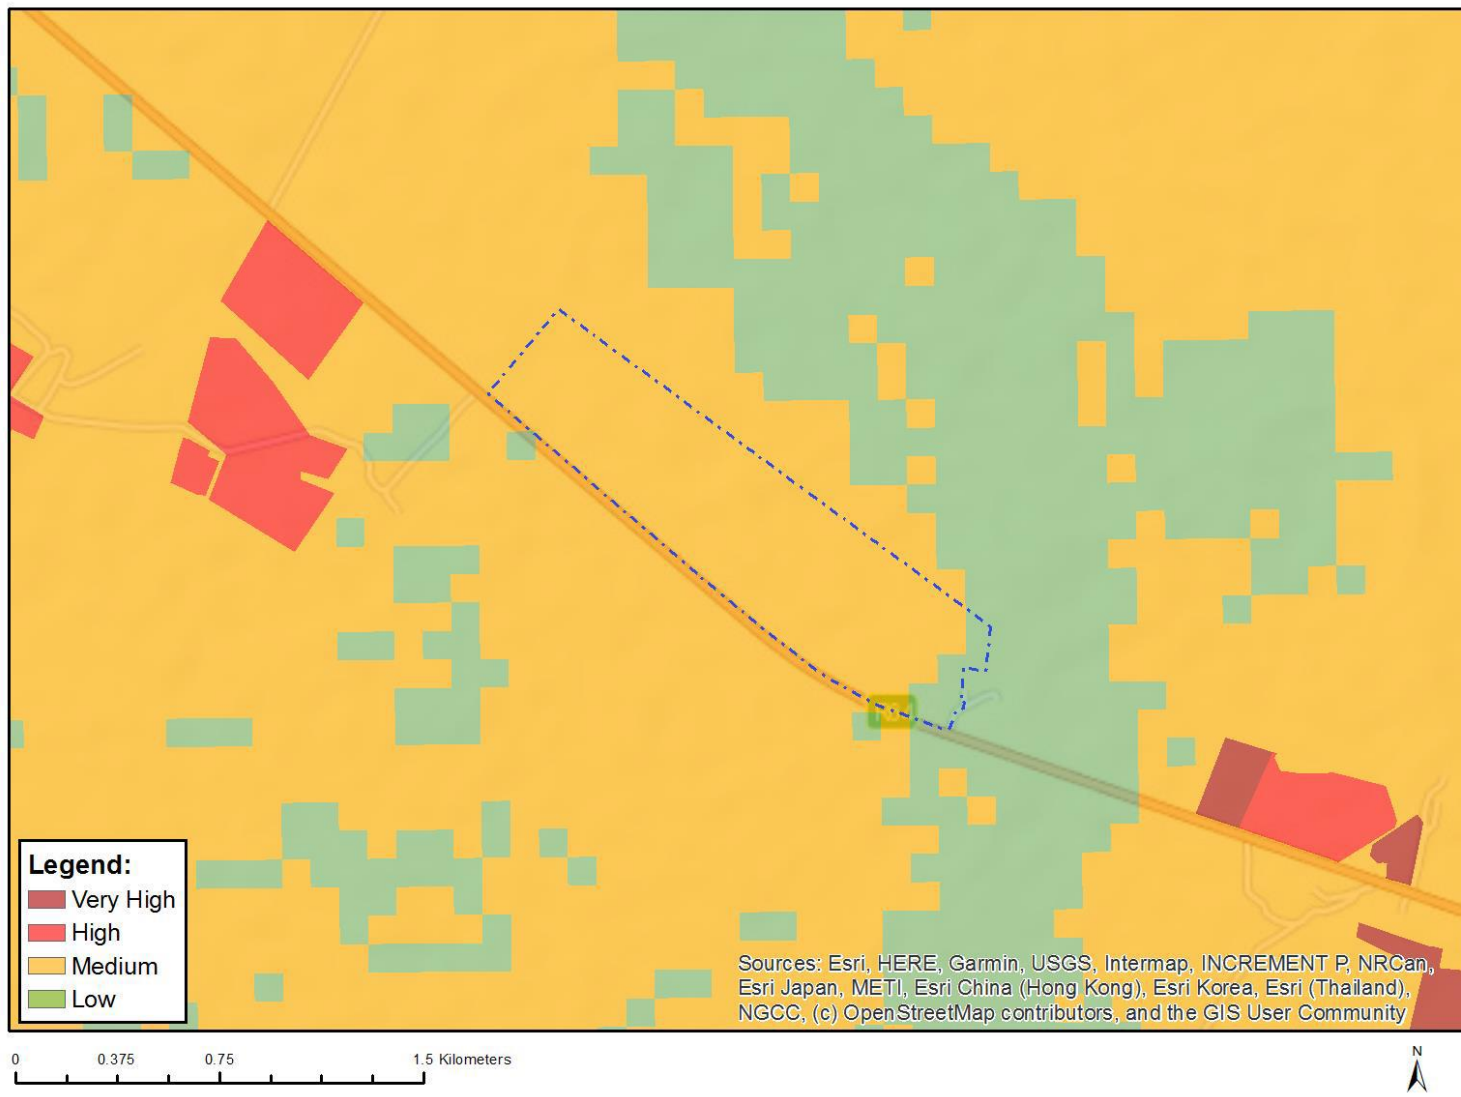 Legend:
Very High
High
Medium
Low
Sources: Esri, HERE, Garmin, USGS, Intermap, INCREMENT P, NRCan,
Esri Japan, METI, Esri China (Hong Kong), Esri Korea, Esri (Thailand),
NGCC, (c) OpenStreetMap contributors, and the GIS User Community
0 0.375 0.75 1.5 Kilometers
N